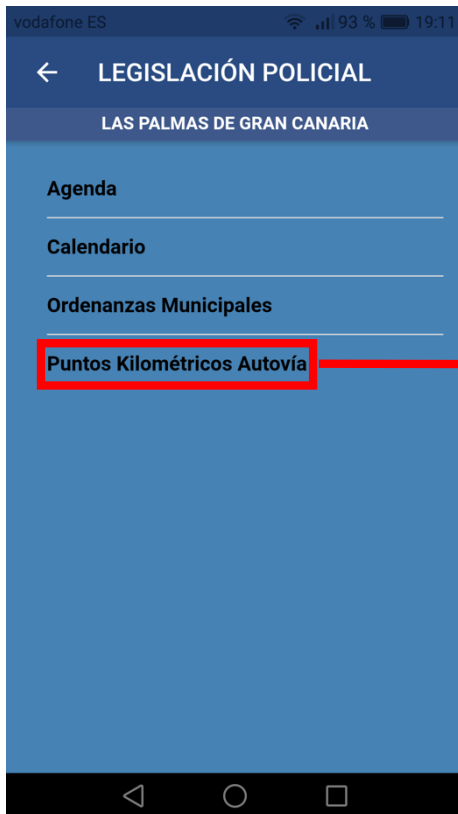 vodafone ES 93 % 19:11
LEGISLACIÓN POLICIAL
LAS PALMAS DE GRAN CANARIA
Agenda
Calendario
Ordenanzas Municipales
Puntos Kilométricos Autovía